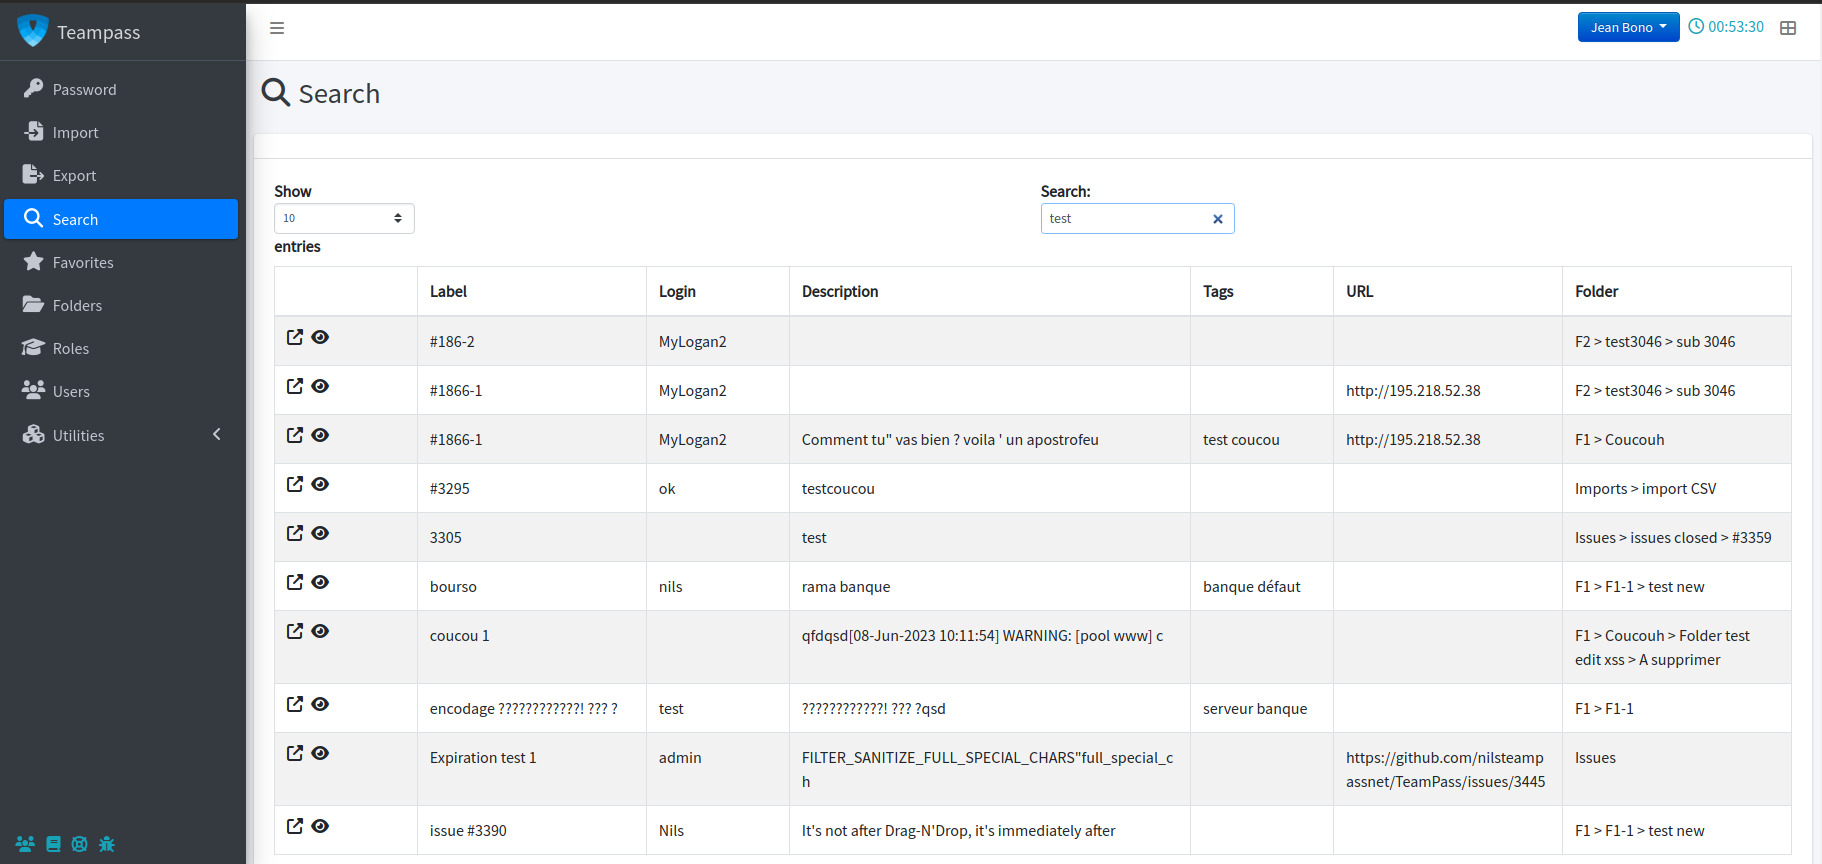 Teampass
Jean Bono
00:53:30
Password
Import
Export
Search
Favorites
Folders
Roles
Users
Utilities
Search
Show
10
entries
Search:
test
Label Login Description Tags URL Folder
#186-2 MyLogan2 F2 > test3046 > sub 3046
#1866-1 MyLogan2 http://195.218.52.38 F2 > test3046 > sub 3046
#1866-1 MyLogan2 Comment tu" vas bien ? voila ' un apostrofeu test coucou http://195.218.52.38 F1 > Coucouh
#3295 ok testcoucou Imports > import CSV
3305 test Issues > issues closed > #3359
bourso nils rama banque banque défaut F1 > F1-1 > test new
coucou 1 qfdqsd[08-Jun-2023 10:11:54] WARNING: [pool www] c F1 > Coucouh > Folder test
edit xss > A supprimer
encodage ????????????! ??? ? test ????????????! ??? ?qsd serveur banque F1 > F1-1
Expiration test 1 admin FILTER_SANITIZE_FULL_SPECIAL_CHARS"full_special_c https://github.com/nilsteamp Issues
h assnet/TeamPass/issues/3445
issue #3390 Nils It's not after Drag-N'Drop, it's immediately after F1 > F1-1 > test new